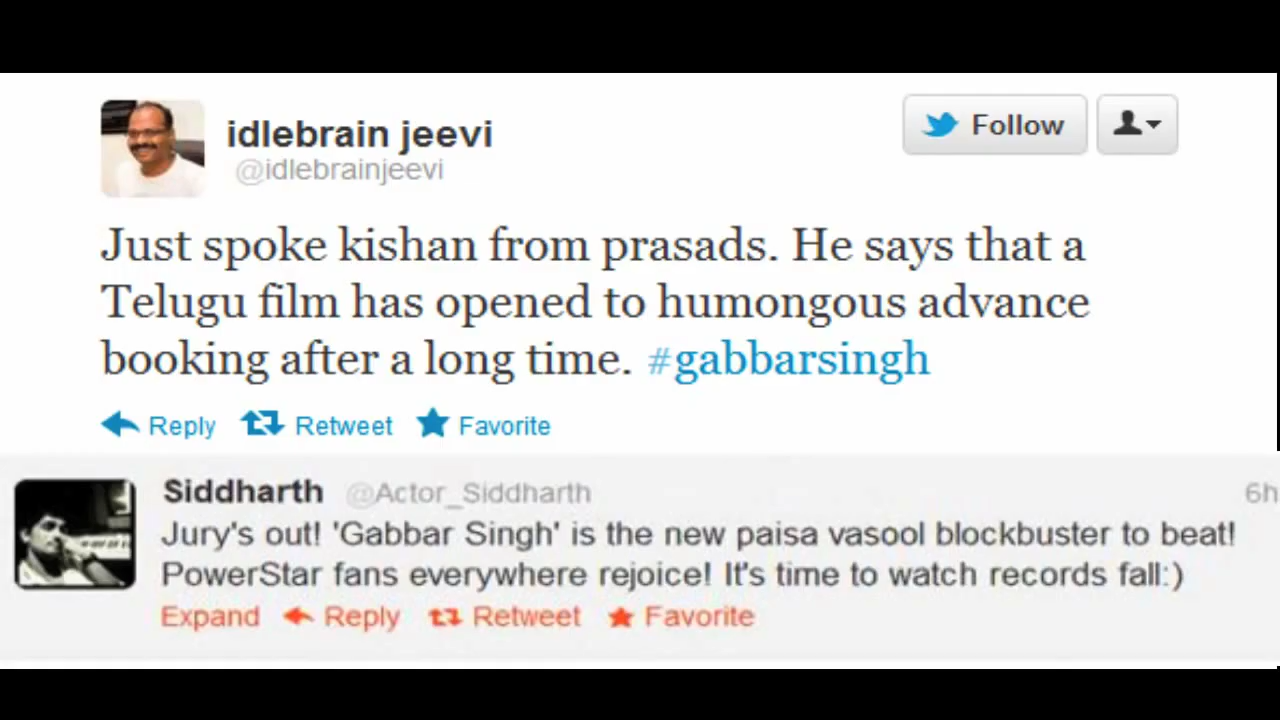 idlebrain jeevi
@idlebrainjeevi
Follow
Just spoke kishan from prasads. He says that a
Telugu film has opened to humongous advance
booking after a long time. #gabbarsingh
Reply Retweet Favorite
Siddharth @Actor_Siddharth 6h
Jury's out! 'Gabbar Singh' is the new paisa vasool blockbuster to beat!
PowerStar fans everywhere rejoice! It's time to watch records fall:)
Expand Reply Retweet Favorite